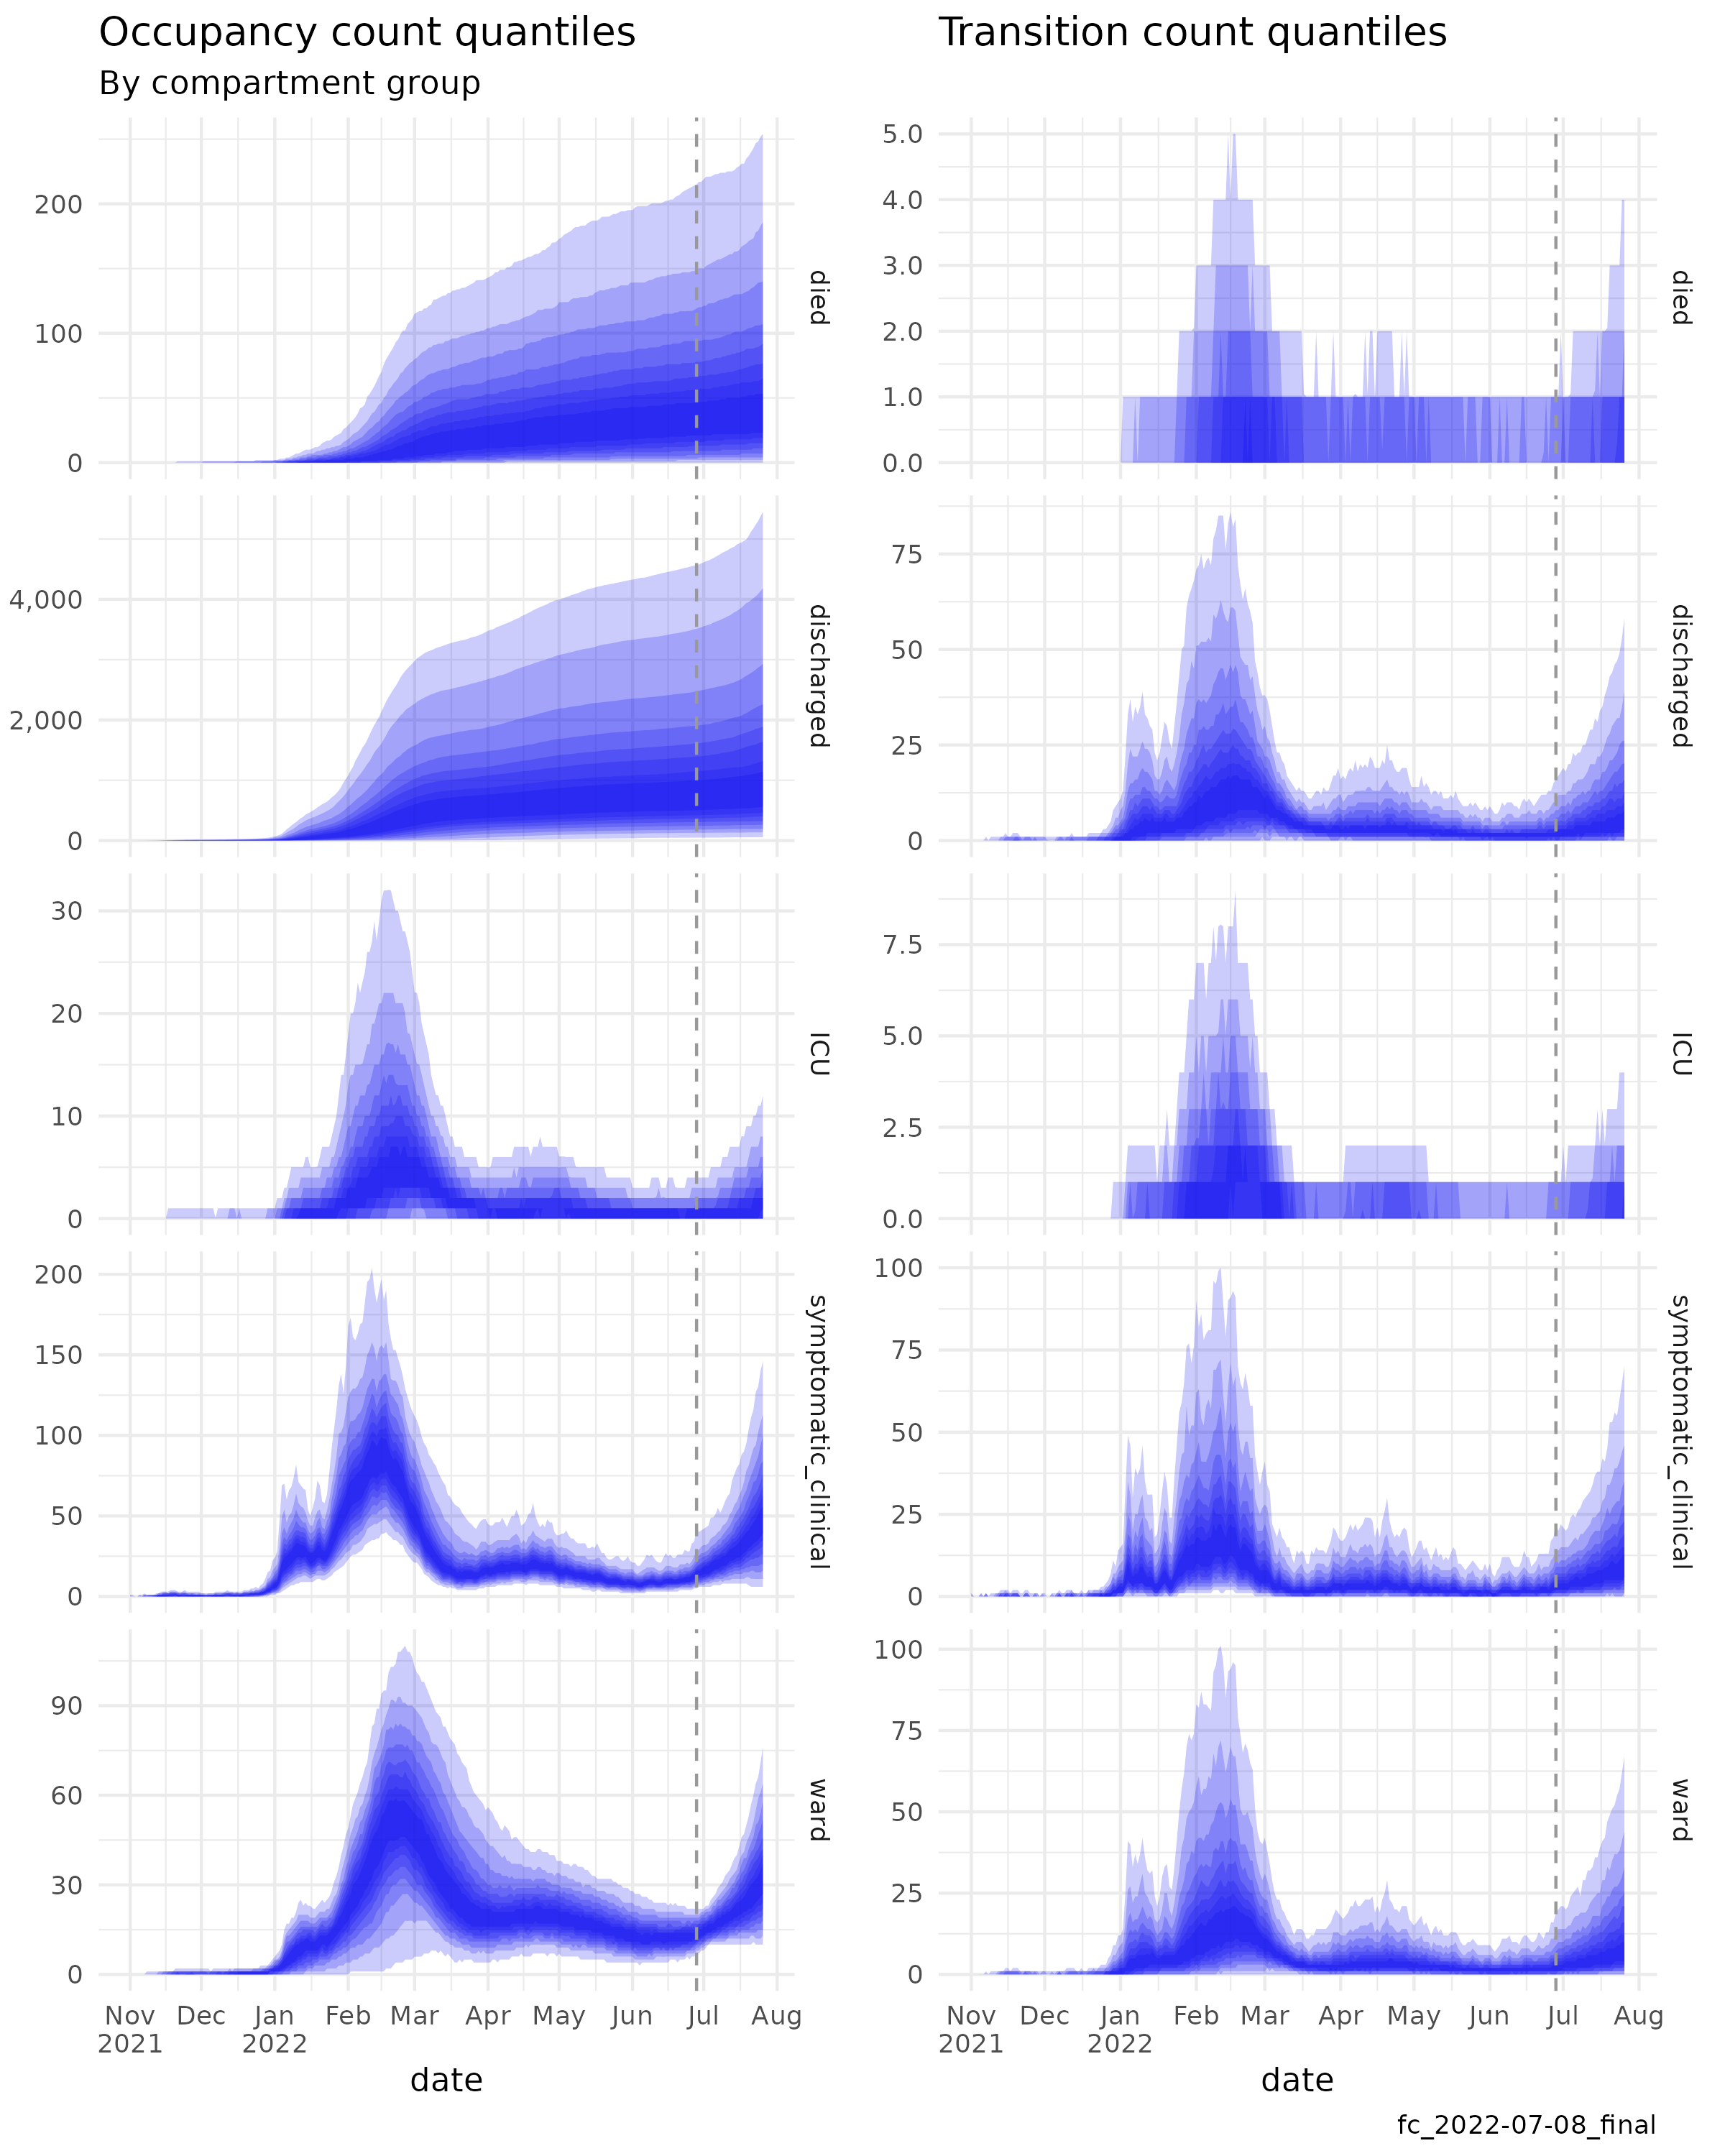 Occupancy count quantiles
By compartment group
200
100
0
died
4,000
2,000
0
discharged
30
20
10
0
ICU
200
150
100
50
0
symptomatic_clinical
90
60
30
0
ward
Nov Dec Jan Feb Mar Apr May Jun Jul Aug
2021 2022
date
Transition count quantiles
5.0
4.0
3.0
2.0
1.0
0.0
died
75
50
25
0
discharged
7.5
5.0
2.5
0.0
ICU
100
75
50
25
0
symptomatic_clinical
100
75
50
25
0
ward
Nov Dec Jan Feb Mar Apr May Jun Jul Aug
2021 2022
date
fc_2022-07-08_final